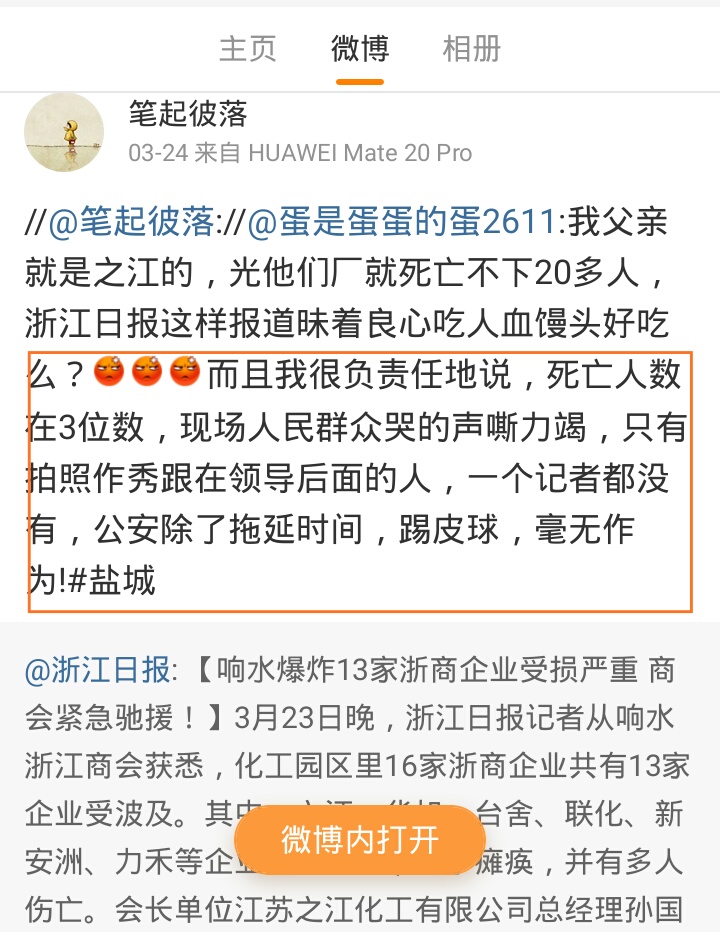 主页 微博 相册
笔起彼落
03-24 来自 HUAWEI Mate 20 Pro
//@笔起彼落://@蛋是蛋蛋的蛋2611:我父亲
就是之江的，光他们厂就死亡不下20多人，
浙江日报这样报道昧着良心吃人血馒头好吃
么？😡😡😡而且我很负责任地说，死亡人数
在3位数，现场人民群众哭的声嘶力竭，只有
拍照作秀跟在领导后面的人，一个记者都没
有，公安除了拖延时间，踢皮球，毫无作
为!#盐城
@浙江日报:【响水爆炸13家浙商企业受损严重 商
会紧急驰援！】3月23日晚，浙江日报记者从响水
浙江商会获悉，化工园区里16家浙商企业共有13家
企业受波及。其中 台舍、联化、新
安洲、力禾等企业 瘫痪，并有多人
伤亡。会长单位江苏之江化工有限公司总经理孙国
微博内打开